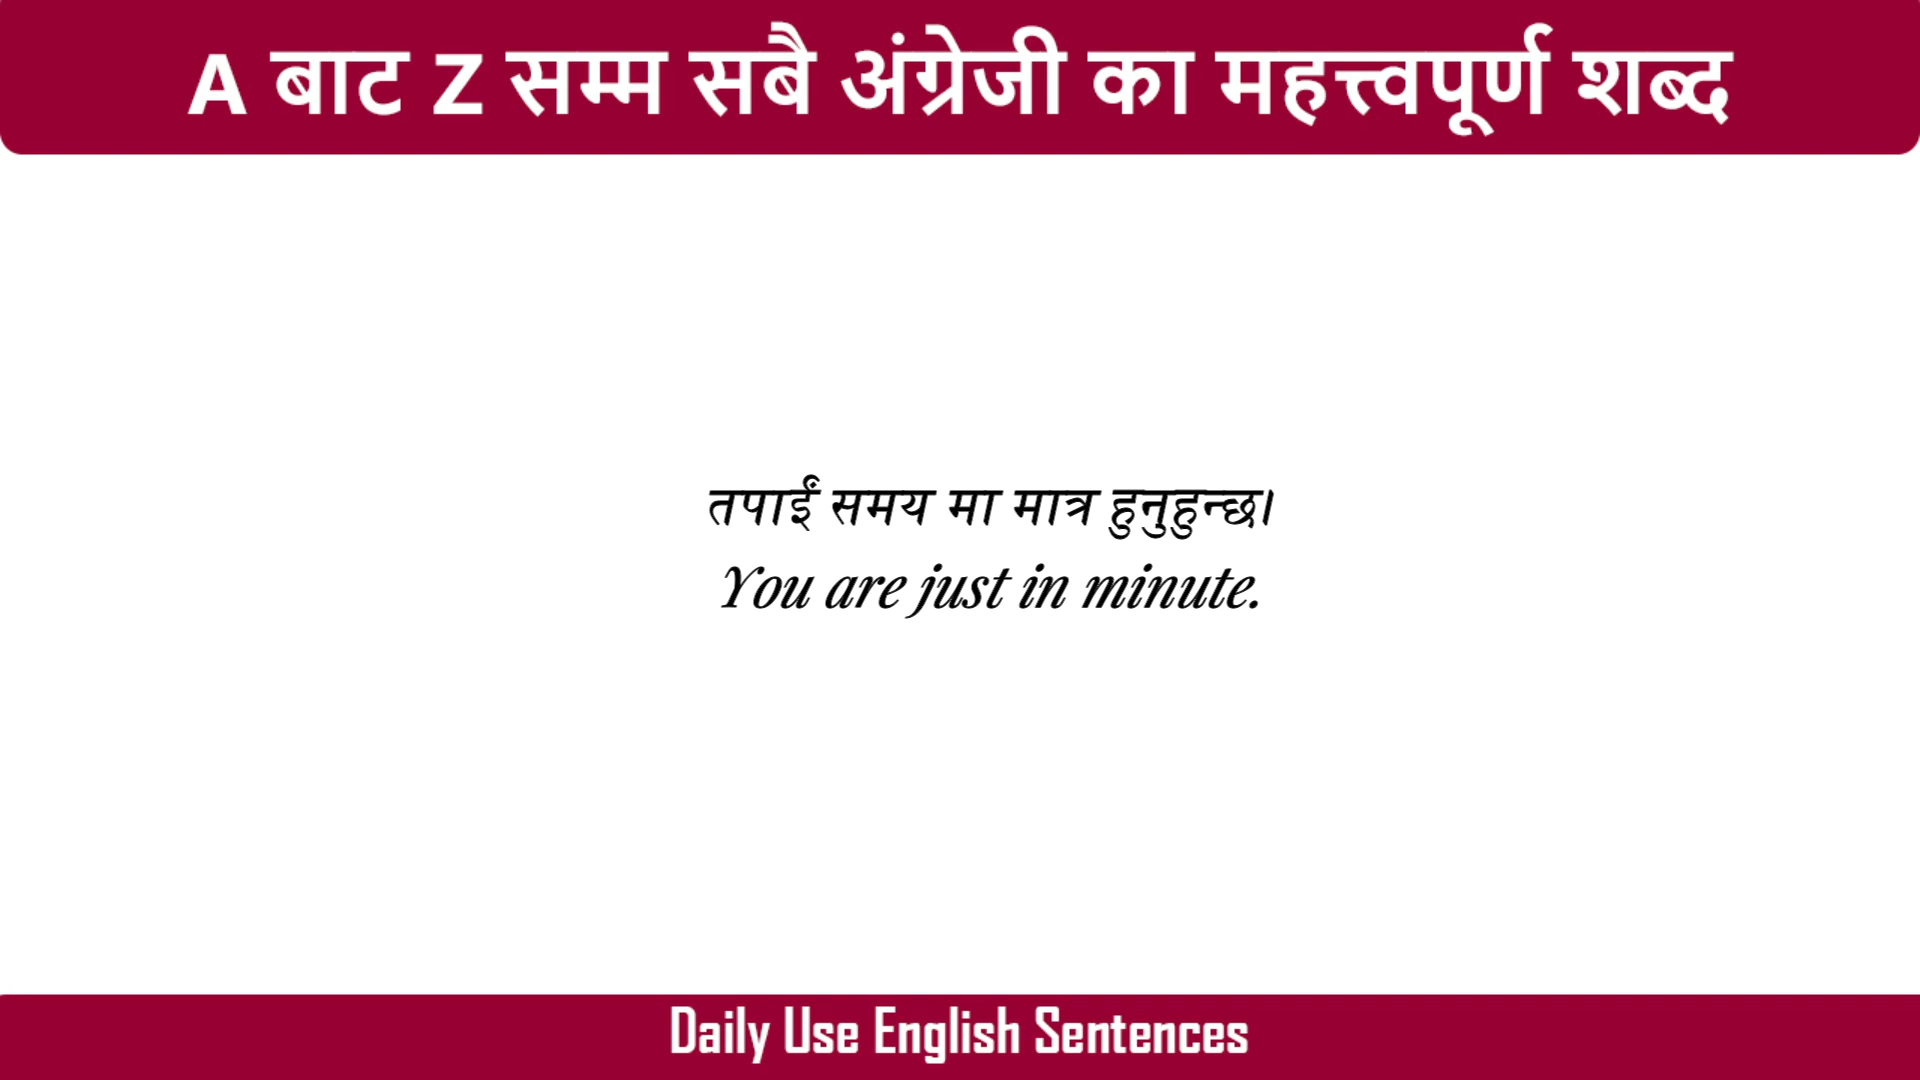 A बाट Z सम्म सबै अंग्रेजी का महत्त्वपूर्ण शब्द
तपाईं समय मा मात्र हुनुहुन्छ।
You are just in minute.
Daily Use English Sentences